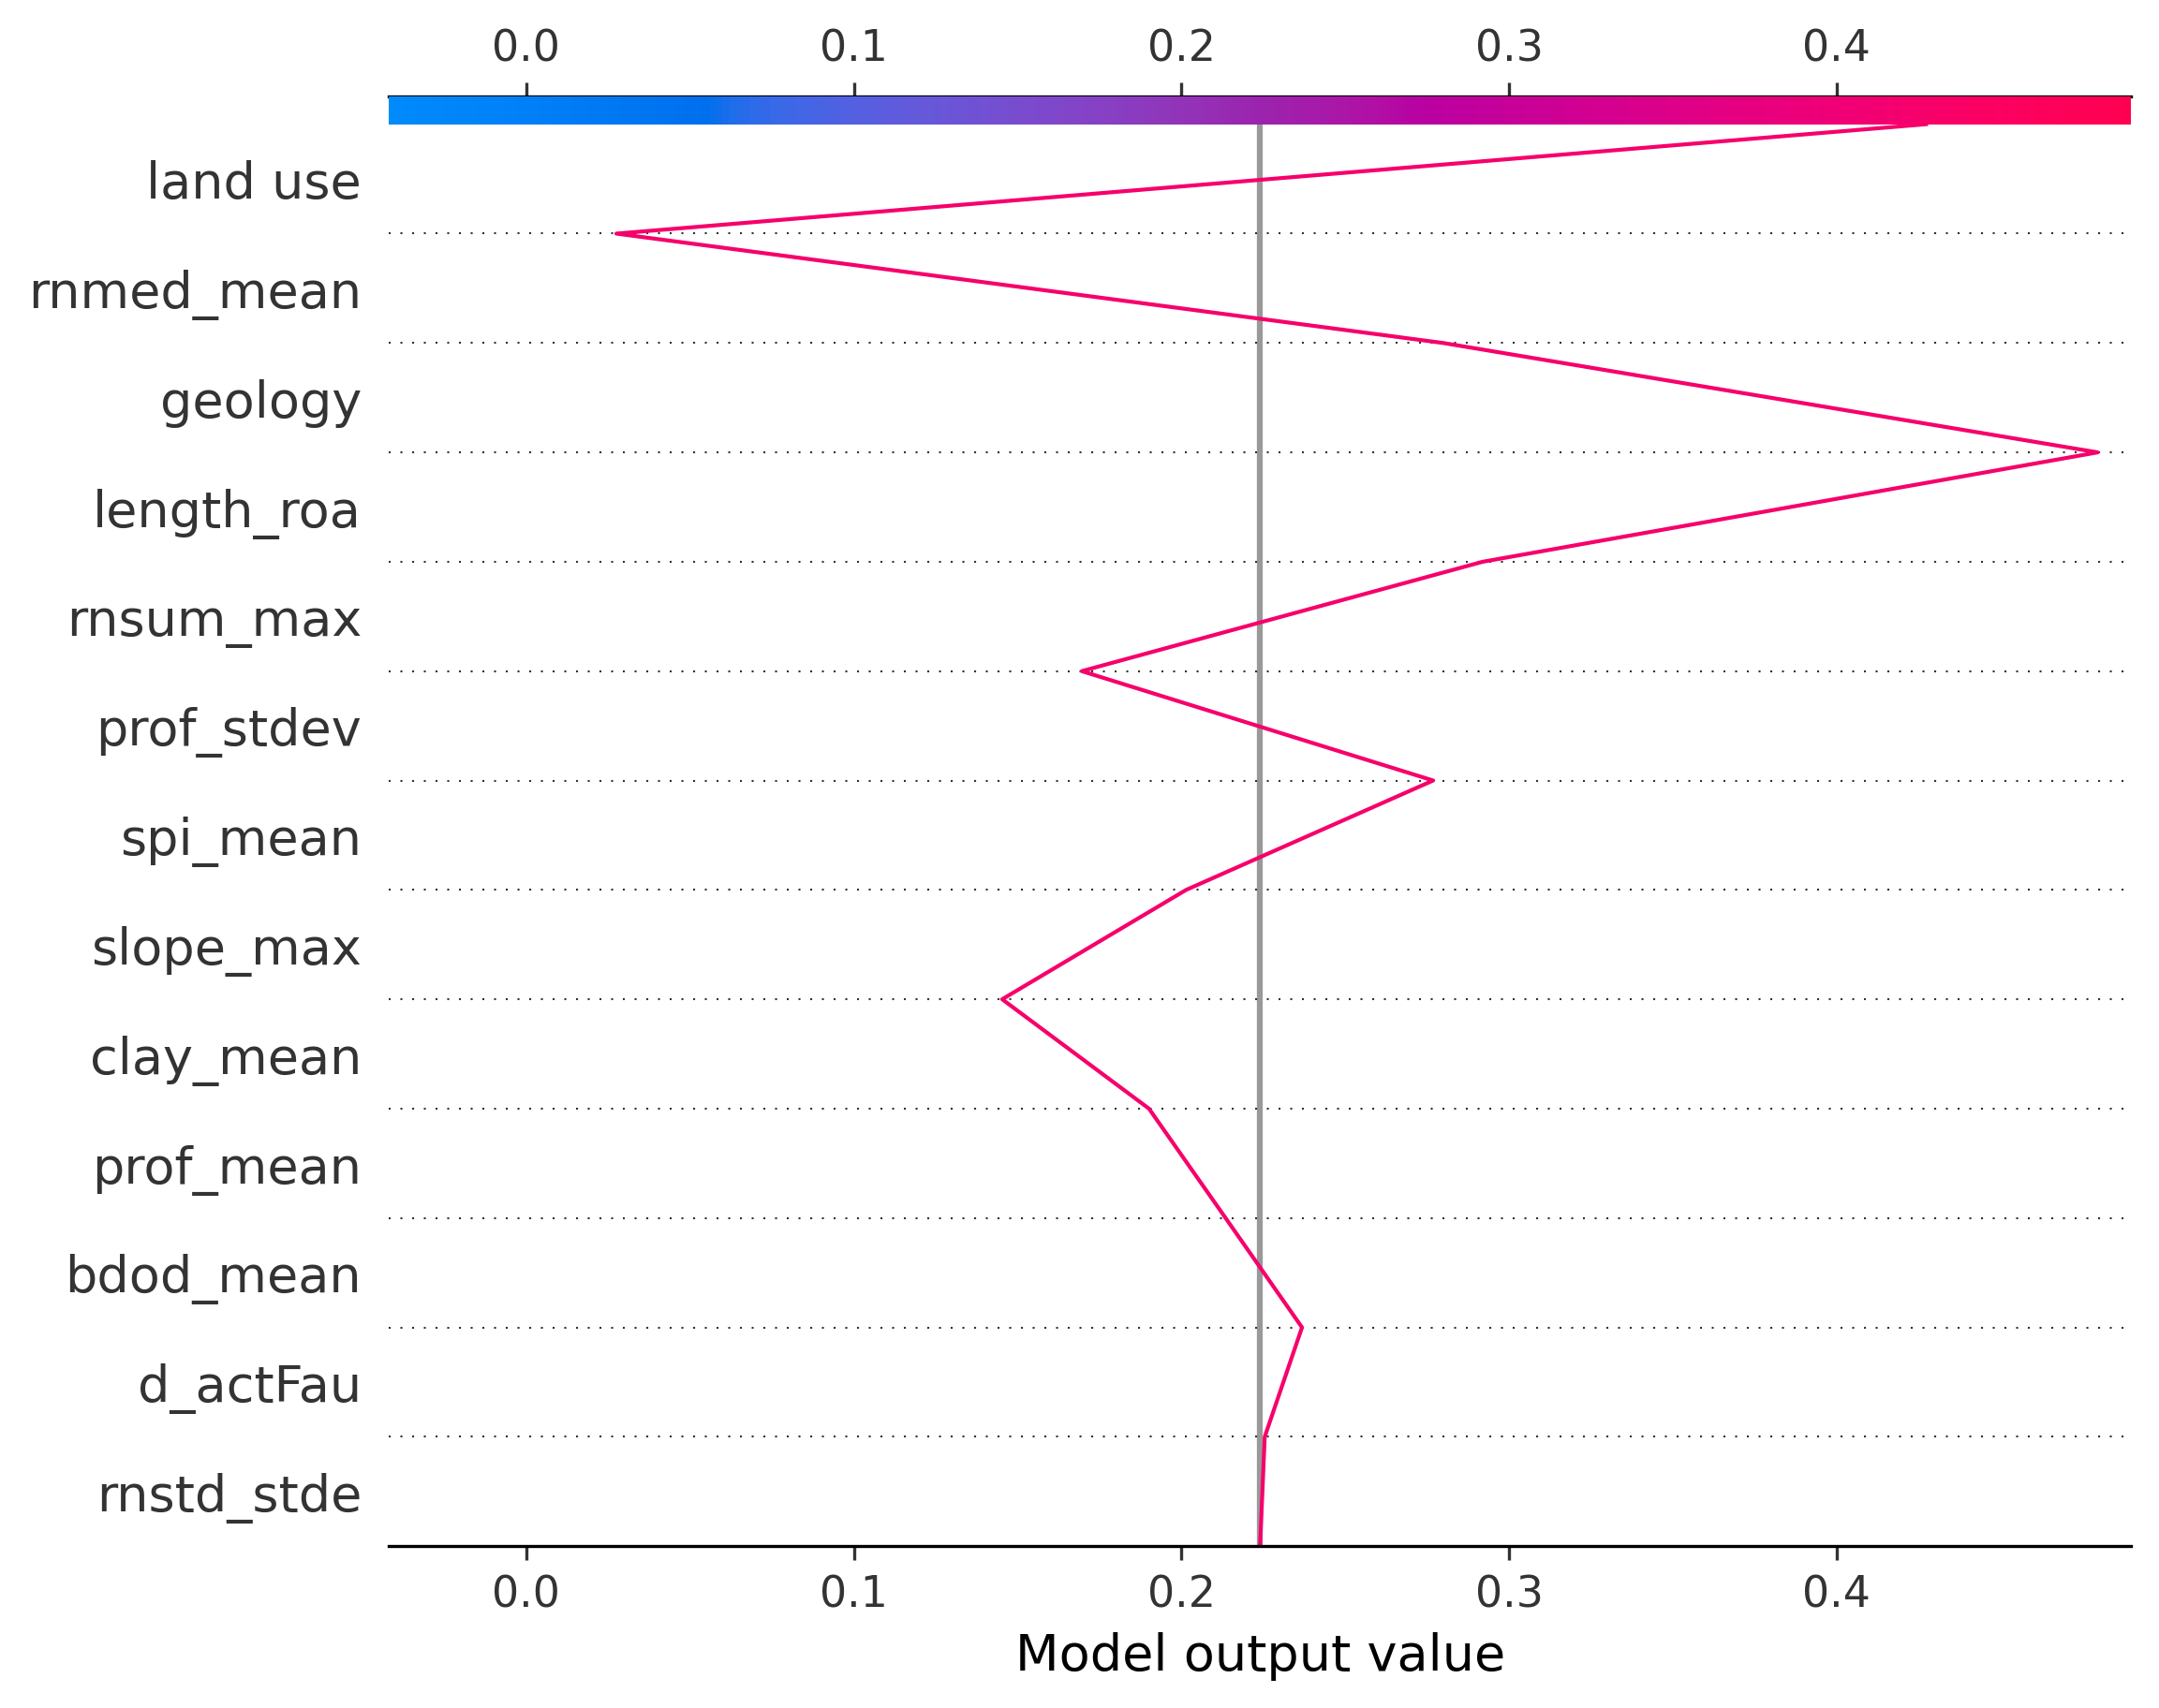 0.0 0.1 0.2 0.3 0.4
land use
rnmed_mean
geology
length_roa
rnsum_max
prof_stdev
spi_mean
slope_max
clay_mean
prof_mean
bdod_mean
d_actFau
rnstd_stde
0.0 0.1 0.2 0.3 0.4
Model output value